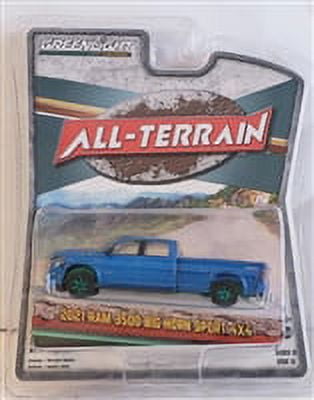 GREENLIGHT
ALL-TERRAIN
2021 RAM 3500 BIG HORN SPORT 4X4